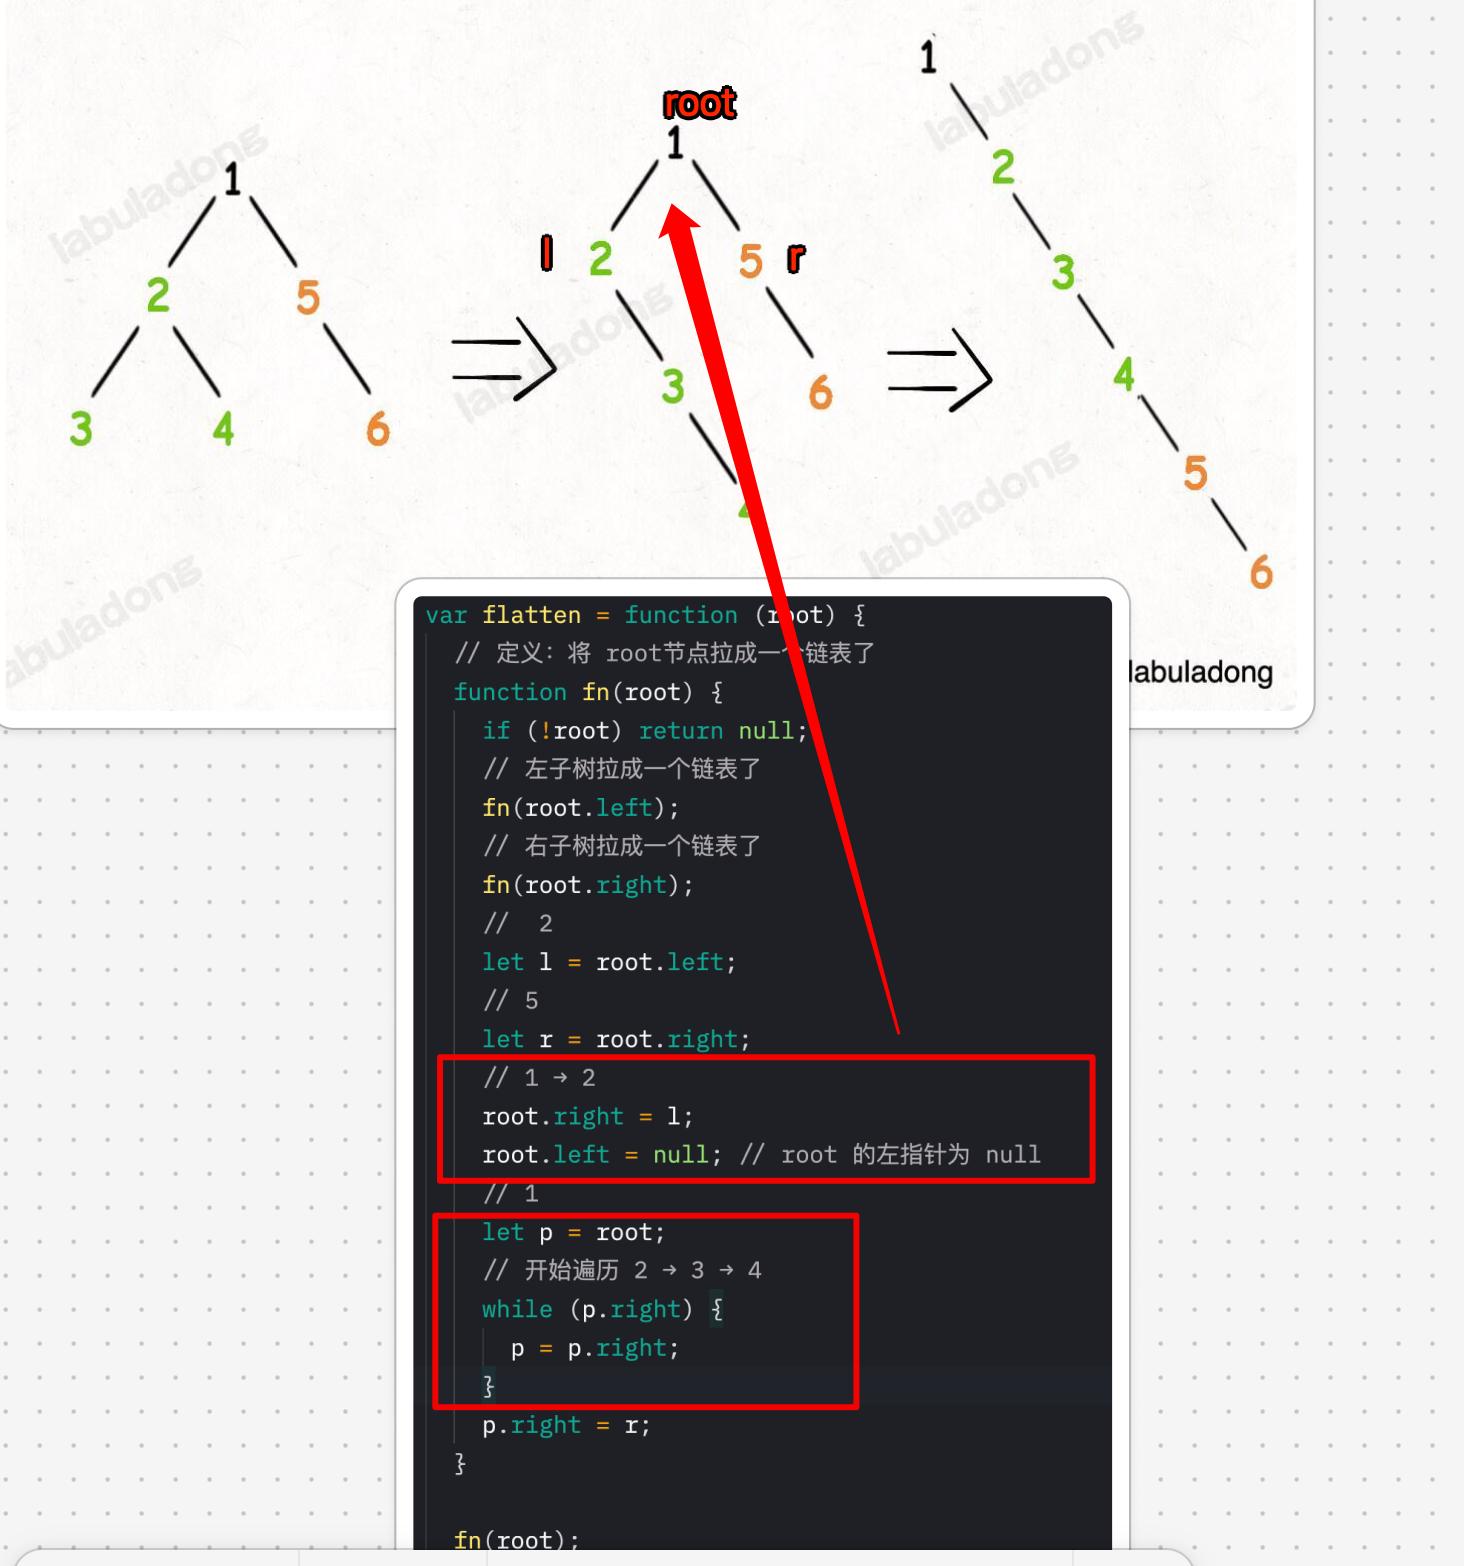 labuladong
1
2
5
3
4
6
root
1
l
2
5
r
3
6
4
labuladong
1
2
3
4
5
6
labuladong
labuladong
labuladong
labuladong
var flatten = function (root) {
// 定义: 将 root节点拉成一个链表了
function fn(root) {
if (!root) return null;
// 左子树拉成一个链表了
fn(root.left);
// 右子树拉成一个链表了
fn(root.right);
// 2
let l = root.left;
// 5
let r = root.right;
// 1 → 2
root.right = l;
root.left = null; // root 的左指针为 null
// 1
let p = root;
// 开始遍历 2 → 3 → 4
while (p.right) {
p = p.right;
}
p.right = r;
}
fn(root);